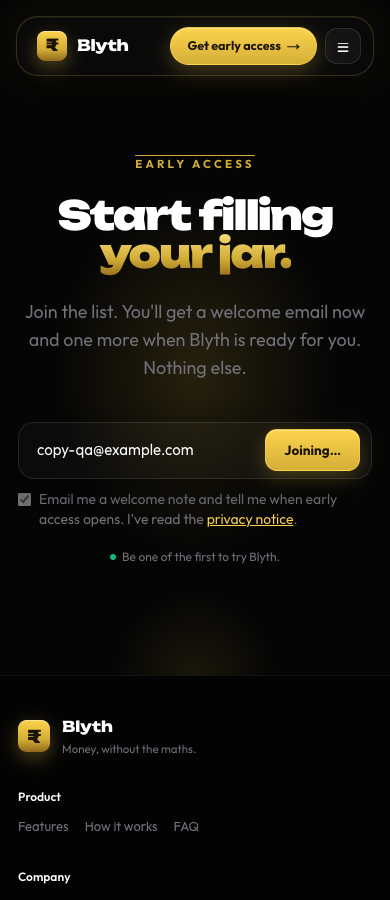 ₹ Blyth
Get early access →
☰
EARLY ACCESS
Start filling
your jar.
Join the list. You'll get a welcome email now
and one more when Blyth is ready for you.
Nothing else.
copy-qa@example.com
Joining...
Email me a welcome note and tell me when early
access opens. I've read the privacy notice.
Be one of the first to try Blyth.
₹ Blyth
Money, without the maths.
Product
Features How it works FAQ
Company